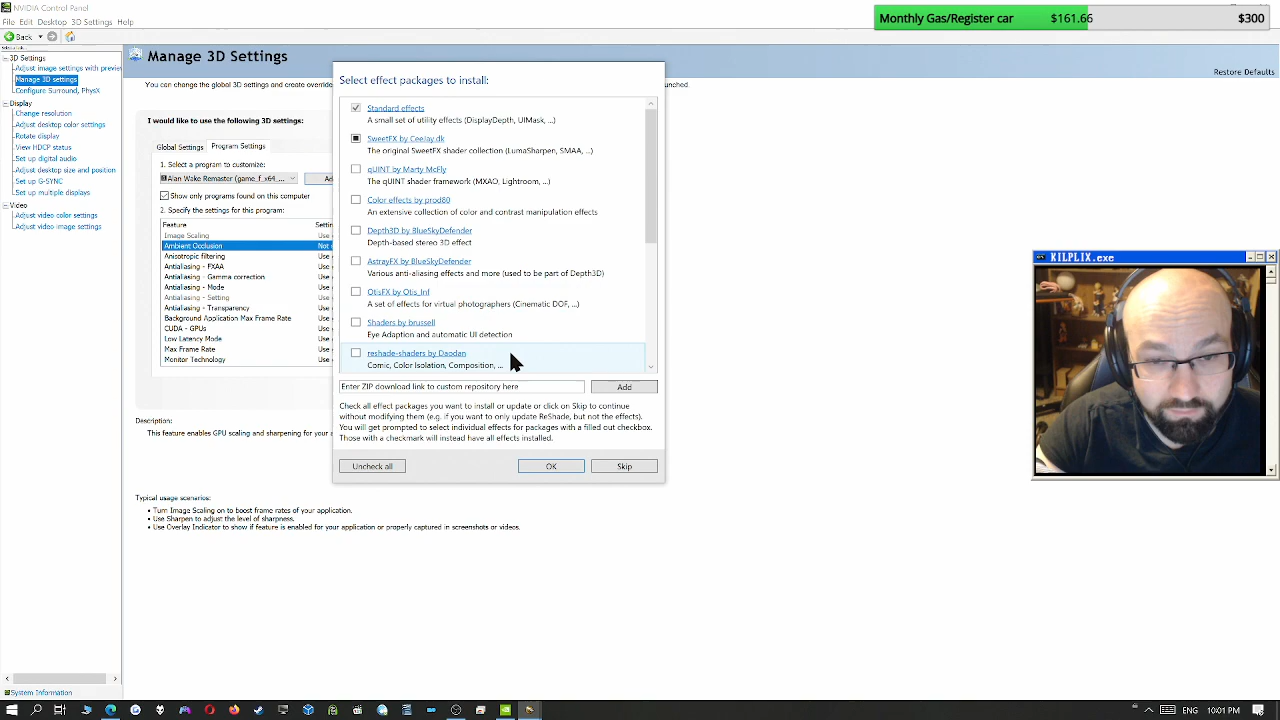 NVIDIA Control Panel
File Edit Desktop 3D Settings Help
Back
Monthly Gas/Register car $161.66 $300
3D Settings
Adjust image settings with previe
Manage 3D settings
Configure Surround, PhysX
Display
Change resolution
Adjust desktop color settings
Rotate display
View HDCP status
Set up digital audio
Adjust desktop size and position
Set up G-SYNC
Set up multiple displays
Video
Adjust video color settings
Adjust video image settings
System Information
Manage 3D Settings
Restore Defaults
You can change the global 3D settings and create overrid
unched.
I would like to use the following 3D settings:
Global Settings
Program Settings
1. Select a program to customize:
Alan Wake Remaster (game_f_x64_...
Ad
Show only programs found on this computer
2. Specify the settings for this program:
Feature Settin
Image Scaling Use
Ambient Occlusion Not
Anisotropic filtering Use
Antialiasing - FXAA Use
Antialiasing - Gamma correction Use
Antialiasing - Mode Use
Antialiasing - Setting Use
Antialiasing - Transparency Use
Background Application Max Frame Rate Use
CUDA - GPUs Use
Low Latency Mode Use
Max Frame Rate Use
Monitor Technology Use
Description:
This feature enables GPU scaling and sharpening for your
Typical usage scenarios:
• Turn Image Scaling on to boost frame rates of your application.
• Use Sharpen to adjust the level of sharpness.
• Use Overlay Indicator to show if feature is enabled for your application or properly captured in screenshots or videos.
Select effect packages to install:
Standard effects
A small set of utility effects (DisplayDepth, UIMask, ...)
SweetFX by CeeJay.dk
The original SweetFX shader collection (LumaSharpen, SMAA, ...)
qUINT by Marty McFly
The qUINT shader framework (MXAO, Lightroom, ...)
Color effects by prod80
An extensive collection of color and contrast manipulation effects
Depth3D by BlueSkyDefender
Depth-based stereo 3D effect
AstrayFX by BlueSkyDefender
Various anti-aliasing effects and more (used to be part of Depth3D)
OtisFX by Otis_Inf
A set of effects for virtual photographers (Cinematic DOF, ...)
Shaders by brussell
Eye Adaption and automatic UI detection
reshade-shaders by Daodan
Comic, Color Isolation, Composition, ...
Enter ZIP download link to custom repository here
Add
Check all effect packages you want to install or update or click on Skip to continue
without modifying them (e.g. if you want to only update ReShade, but not the effects).
You will get prompted to select individual effects for packages with a filled out checkbox.
Those with a checkmark will instead have all effects installed.
Uncheck all
OK
Skip
KILPLIX.exe
ENG 10:01 PM